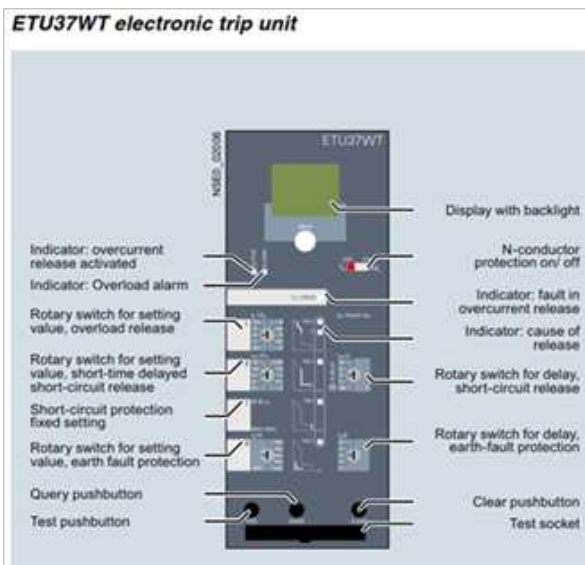 ETU37WT electronic trip unit
NSE0_02006
ETU37WT
Display with backlight
Indicator: overcurrent
release activated
N-conductor
protection on/ off
Indicator: Overload alarm
Indicator: fault in
overcurrent release
Rotary switch for setting
value, overload release
Indicator: cause of
release
Rotary switch for setting
value, short-time delayed
short-circuit release
Rotary switch for delay,
short-circuit release
Short-circuit protection
fixed setting
Rotary switch for delay,
earth-fault protection
Rotary switch for setting
value, earth fault protection
Query pushbutton
Clear pushbutton
Test pushbutton
Test socket